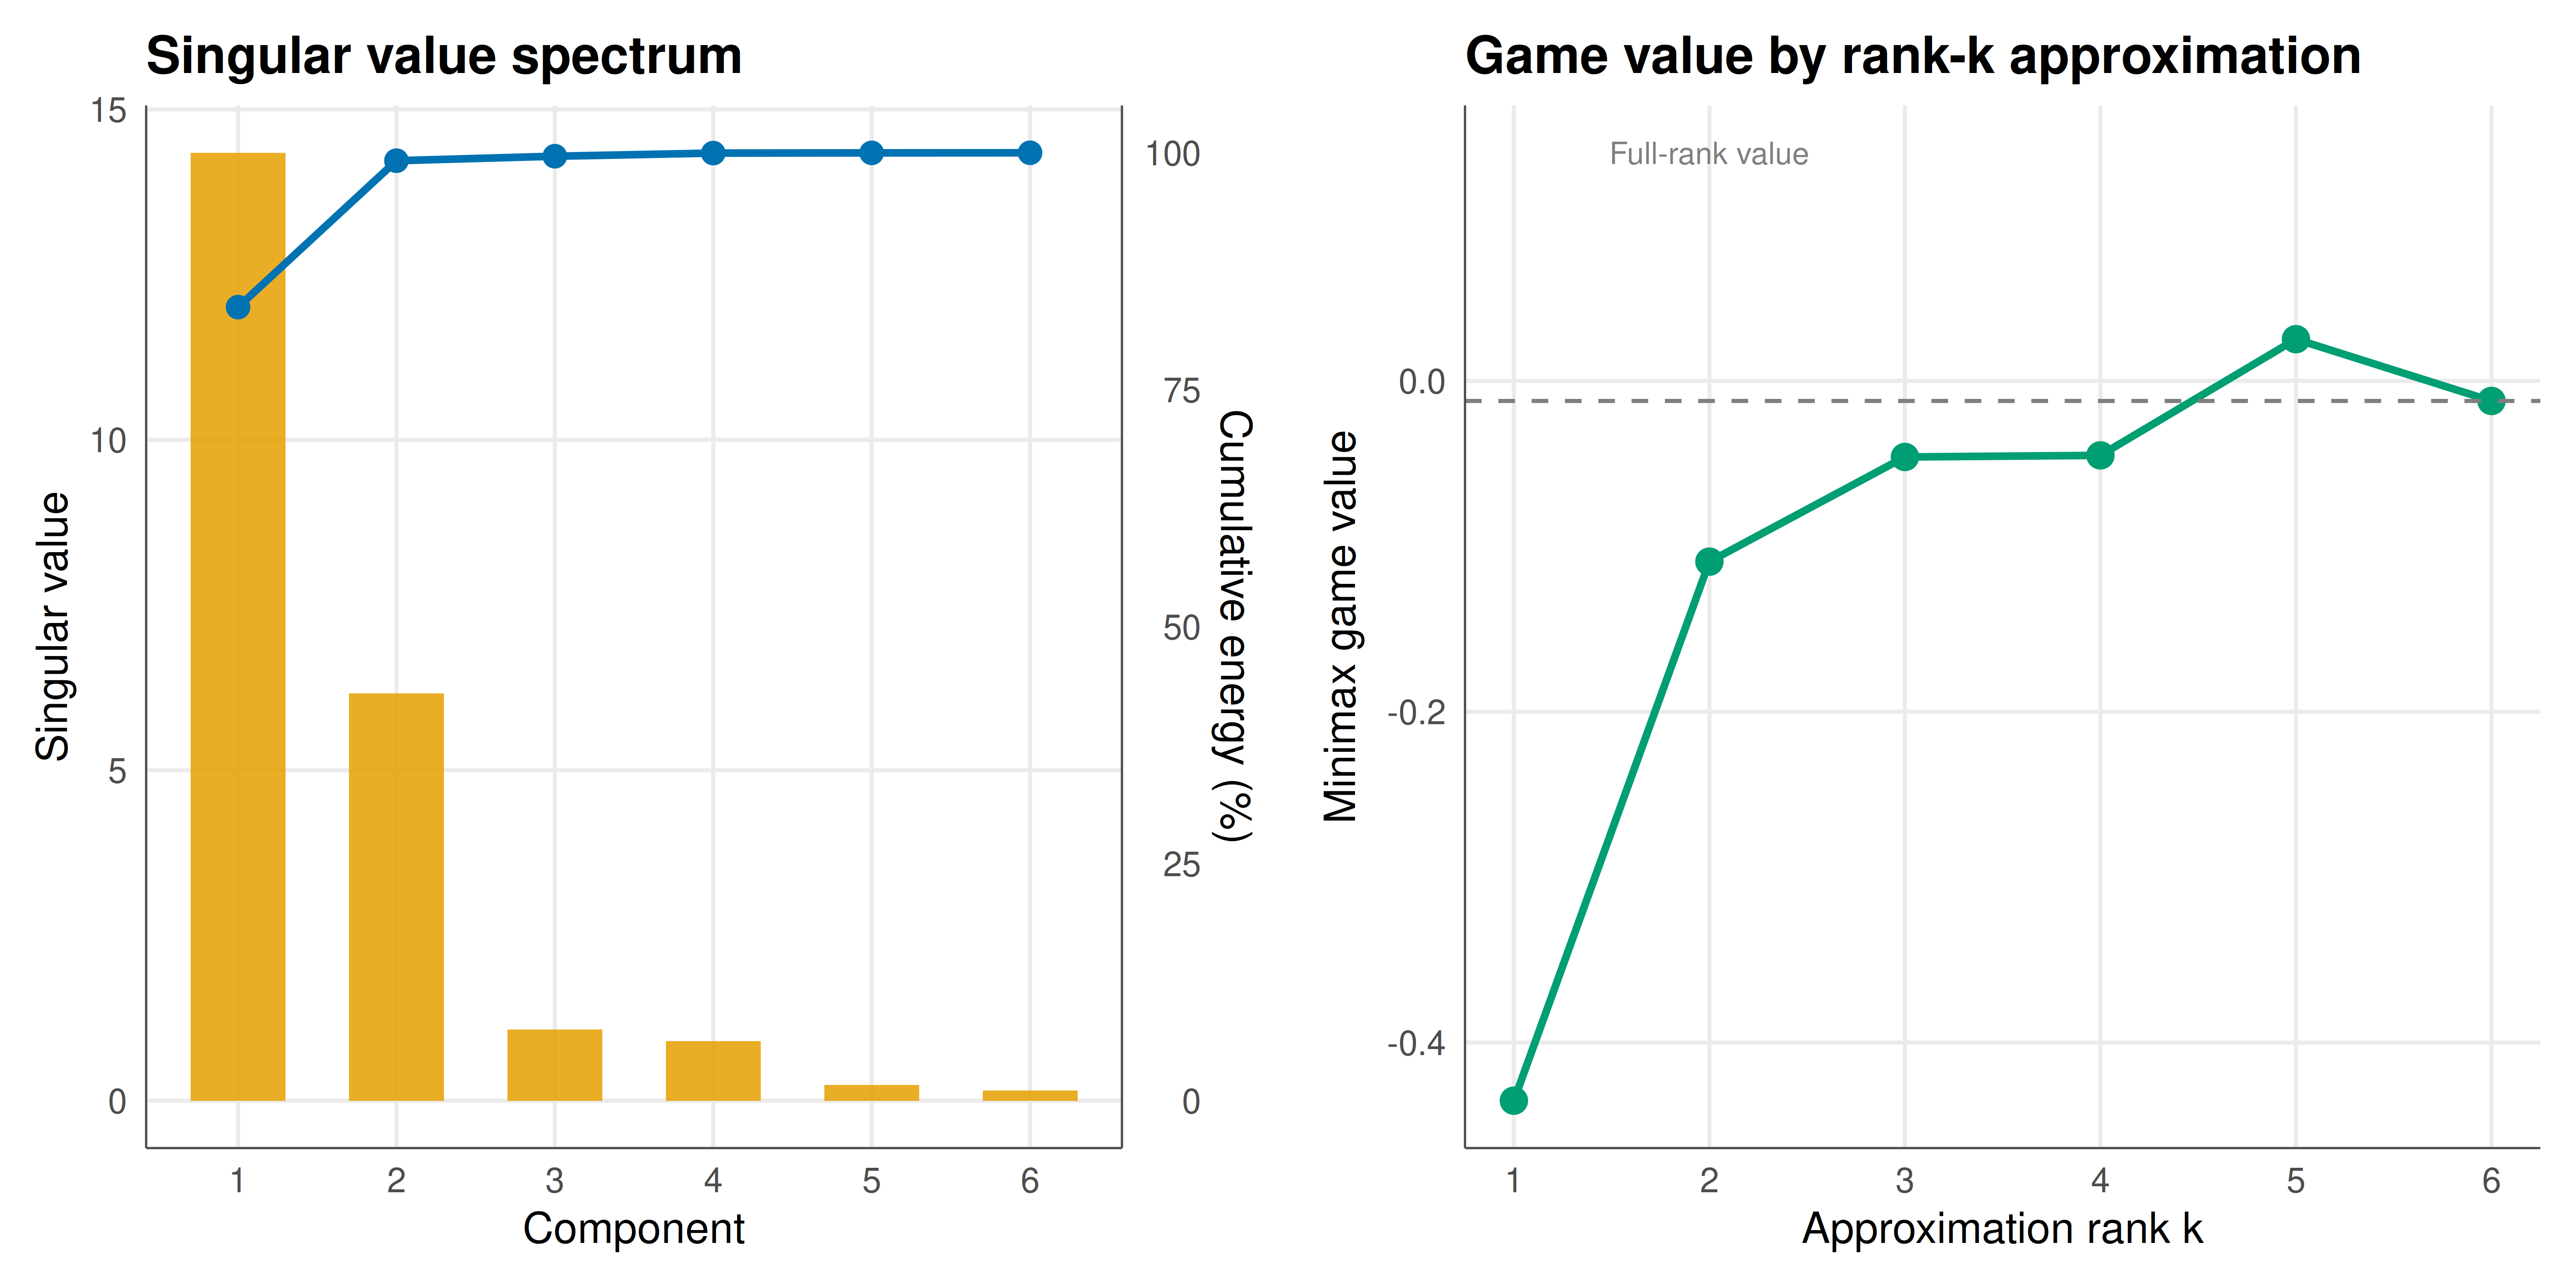 Singular value spectrum
15
10
5
0
Singular value
100
75
50
25
0
Cumulative energy (%)
1 2 3 4 5 6
Component
Game value by rank-k approximation
Full-rank value
0.0
-0.2
-0.4
Minimax game value
1 2 3 4 5 6
Approximation rank k